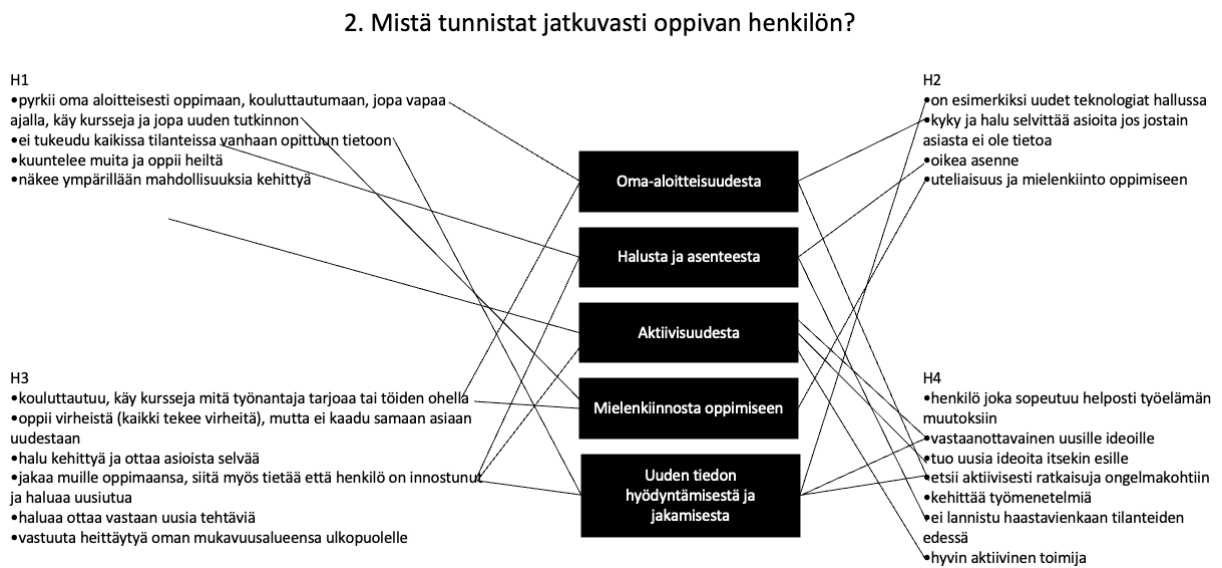 2. Mistä tunnistat jatkuvasti oppivan henkilön?
H1
•pyrkii oma aloitteisesti oppimaan, kouluttautumaan, jopa vapaa
ajalla, käy kursseja ja jopa uuden tutkinnon
•ei tukeudu kaikissa tilanteissa vanhaan opittuun tietoon
•kuuntelee muita ja oppii heiltä
•näkee ympärillään mahdollisuuksia kehittyä
H2
•on esimerkiksi uudet teknologiat hallussa
•kyky ja halu selvittää asioita jos jostain
asiasta ei ole tietoa
•oikea asenne
•uteliaisuus ja mielenkiinto oppimiseen
Oma-aloitteisuudesta
Halusta ja asenteesta
Aktiivisuudesta
Mielenkiinnosta oppimiseen
Uuden tiedon
hyödyntämisestä ja
jakamisesta
H3
•kouluttautuu, käy kursseja mitä työnantaja tarjoaa tai töiden ohella
•oppii virheistä (kaikki tekee virheitä), mutta ei kaadu samaan asiaan
uudestaan
•halu kehittyä ja ottaa asioista selvää
•jakaa muille oppimaansa, siitä myös tietää että henkilö on innostunut
ja haluaa uusiutua
•haluaa ottaa vastaan uusia tehtäviä
•vastuuta heittäytyä oman mukavuusalueensa ulkopuolelle
H4
•henkilö joka sopeutuu helposti työelämän
muutoksiin
•vastaanottavainen uusille ideoille
•tuo uusia ideoita itsekin esille
•etsii aktiivisesti ratkaisuja ongelmakohtiin
•kehittää työmenetelmiä
•ei lannistu haastavienkaan tilanteiden
edessä
•hyvin aktiivinen toimija